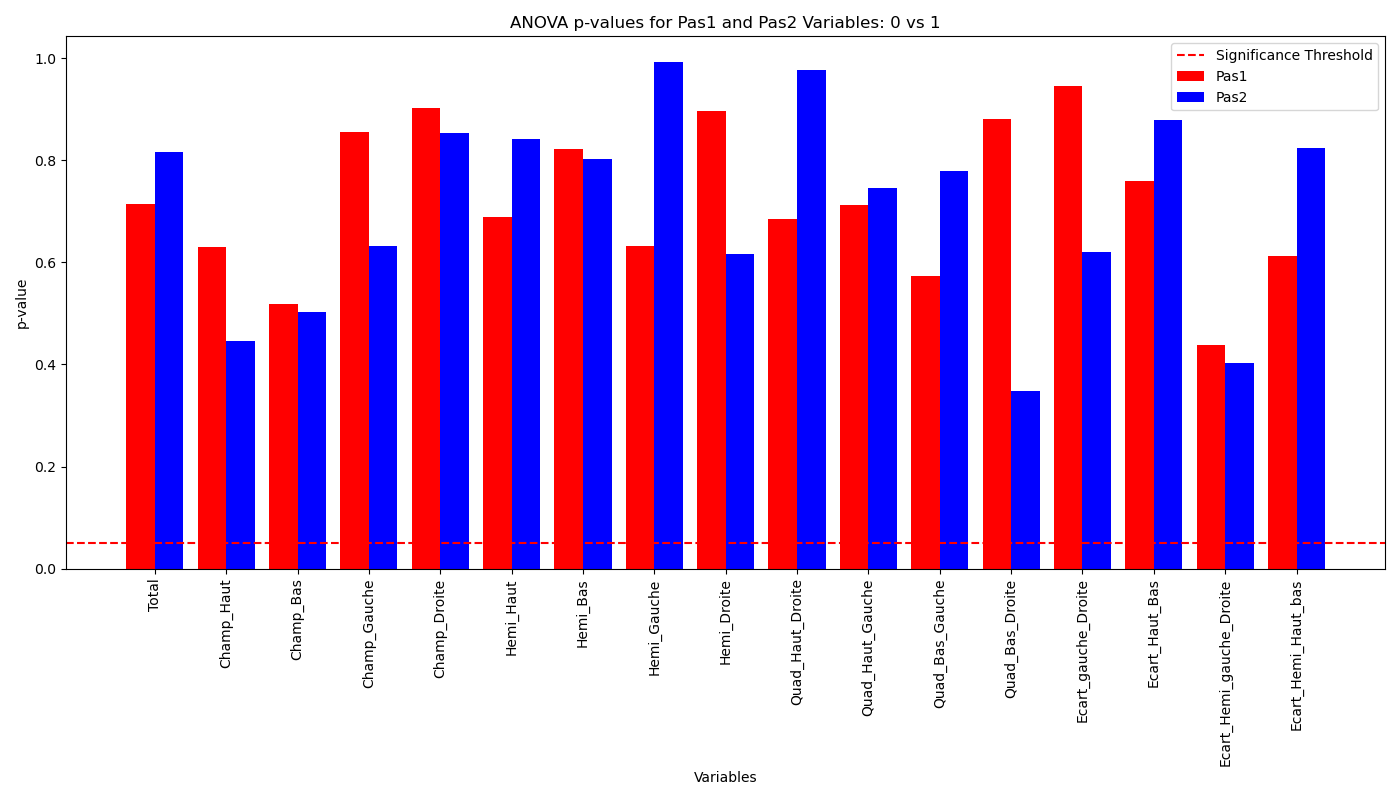 ANOVA p-values for Pas1 and Pas2 Variables: 0 vs 1
Significance Threshold
Pas1
Pas2
p-value
1.0
0.8
0.6
0.4
0.2
0.0
Total
Champ_Haut
Champ_Bas
Champ_Gauche
Champ_Droite
Hemi_Haut
Hemi_Bas
Hemi_Gauche
Hemi_Droite
Quad_Haut_Droite
Quad_Haut_Gauche
Quad_Bas_Gauche
Quad_Bas_Droite
Ecart_gauche_Droite
Ecart_Haut_Bas
Ecart_Hemi_gauche_Droite
Ecart_Hemi_Haut_bas
Variables